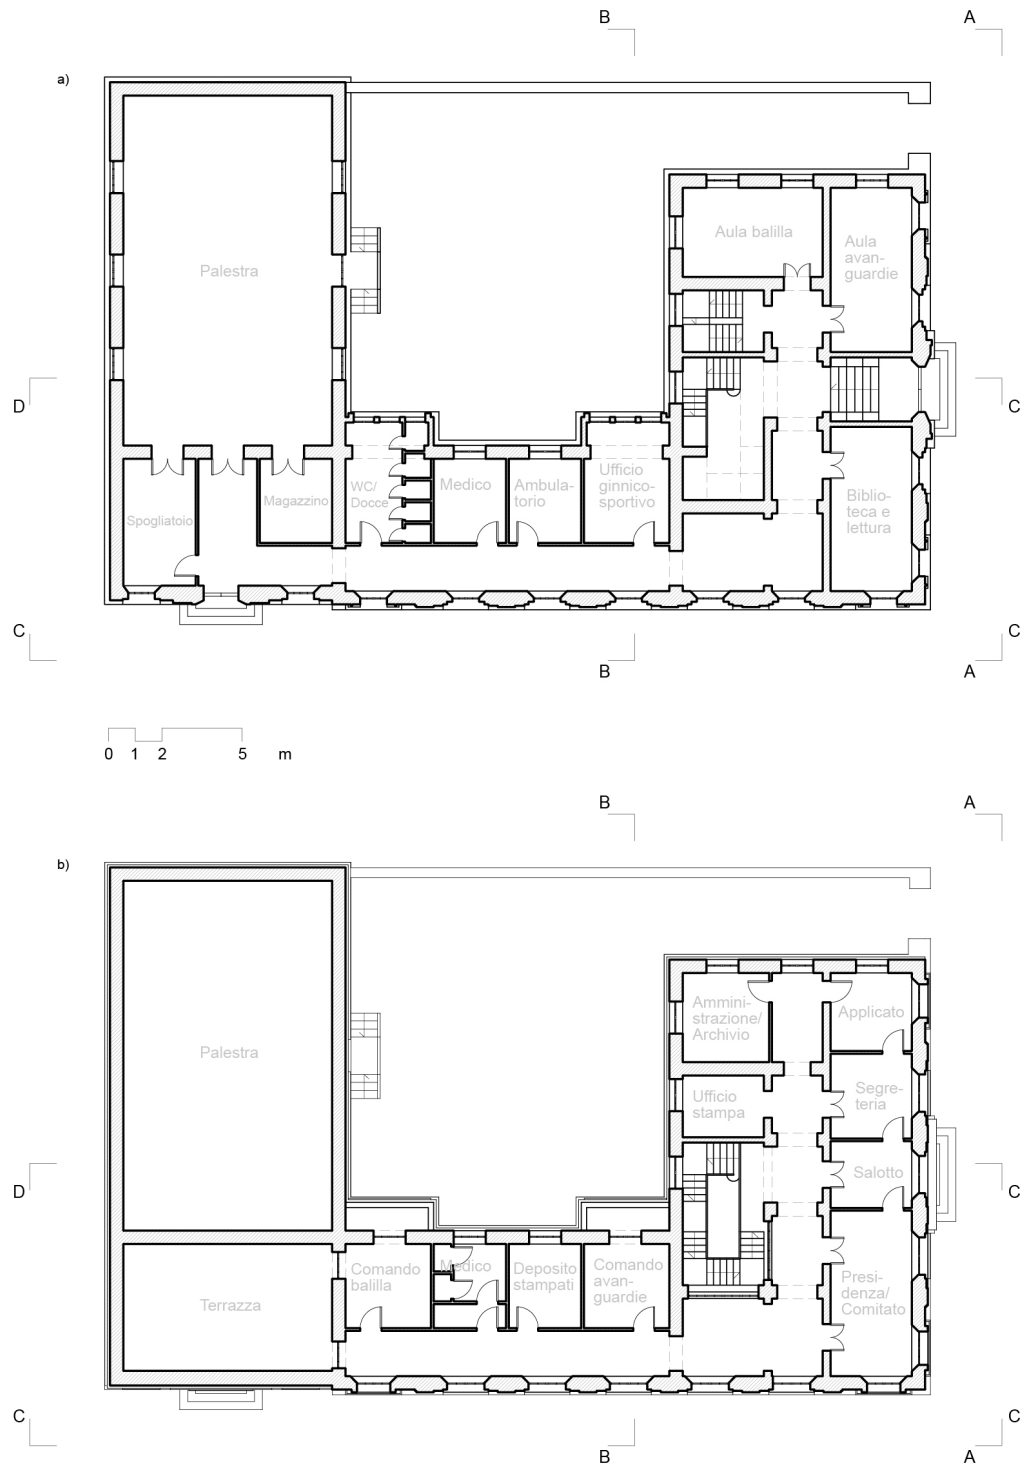 B
A
a)
Aula balilla
Aula
avan-
guardie
Palestra
D
C
Ufficio
ginnico-
sportivo
WC/
Docce
Medico
Ambula-
torio
Magazzino
Biblio-
teca e
lettura
Spogliatoio
C
C
B
A
0 1 2 5 m
B
A
b)
Ammini-
strazione/
Archivio
Applicato
Palestra
Ufficio
stampa
Segre-
teria
D
C
Salotto
Comando
balilla
Medico
Deposito
stampati
Comando
avan-
guardie
Presi-
denza/
Comitato
Terrazza
C
C
B
A